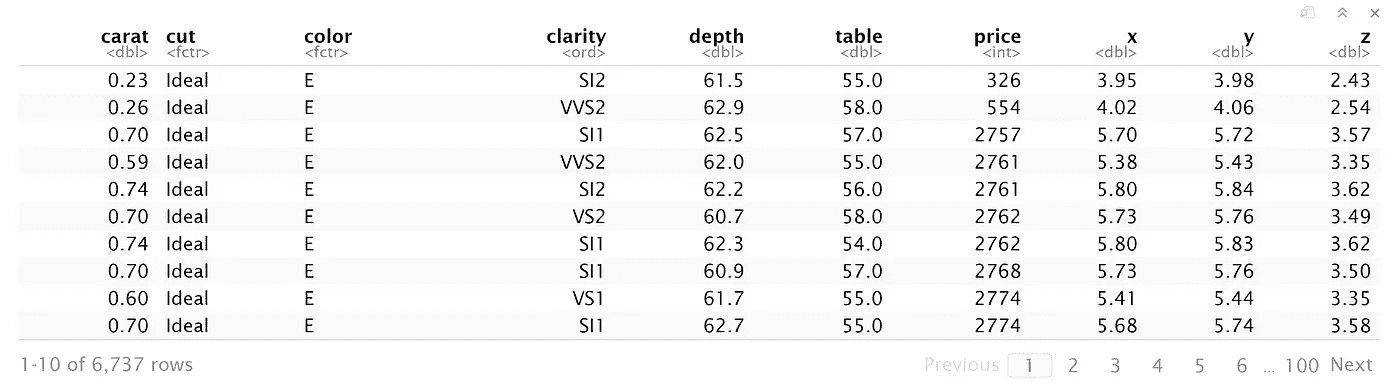 carat cut color clarity depth table price x y z
<dbl> <fctr> <fctr> <ord> <dbl> <dbl> <int> <dbl> <dbl> <dbl>
0.23 Ideal E SI2 61.5 55.0 326 3.95 3.98 2.43
0.26 Ideal E VVS2 62.9 58.0 554 4.02 4.06 2.54
0.70 Ideal E SI1 62.5 57.0 2757 5.70 5.72 3.57
0.59 Ideal E VVS2 62.0 55.0 2761 5.38 5.43 3.35
0.74 Ideal E SI2 62.2 56.0 2761 5.80 5.84 3.62
0.70 Ideal E VS2 60.7 58.0 2762 5.73 5.76 3.49
0.74 Ideal E SI1 62.3 54.0 2762 5.80 5.83 3.62
0.70 Ideal E SI1 60.9 57.0 2768 5.73 5.76 3.50
0.60 Ideal E VS1 61.7 55.0 2774 5.41 5.44 3.35
0.70 Ideal E SI1 62.7 55.0 2774 5.68 5.74 3.58
1-10 of 6,737 rows Previous 1 2 3 4 5 6 ... 100 Next